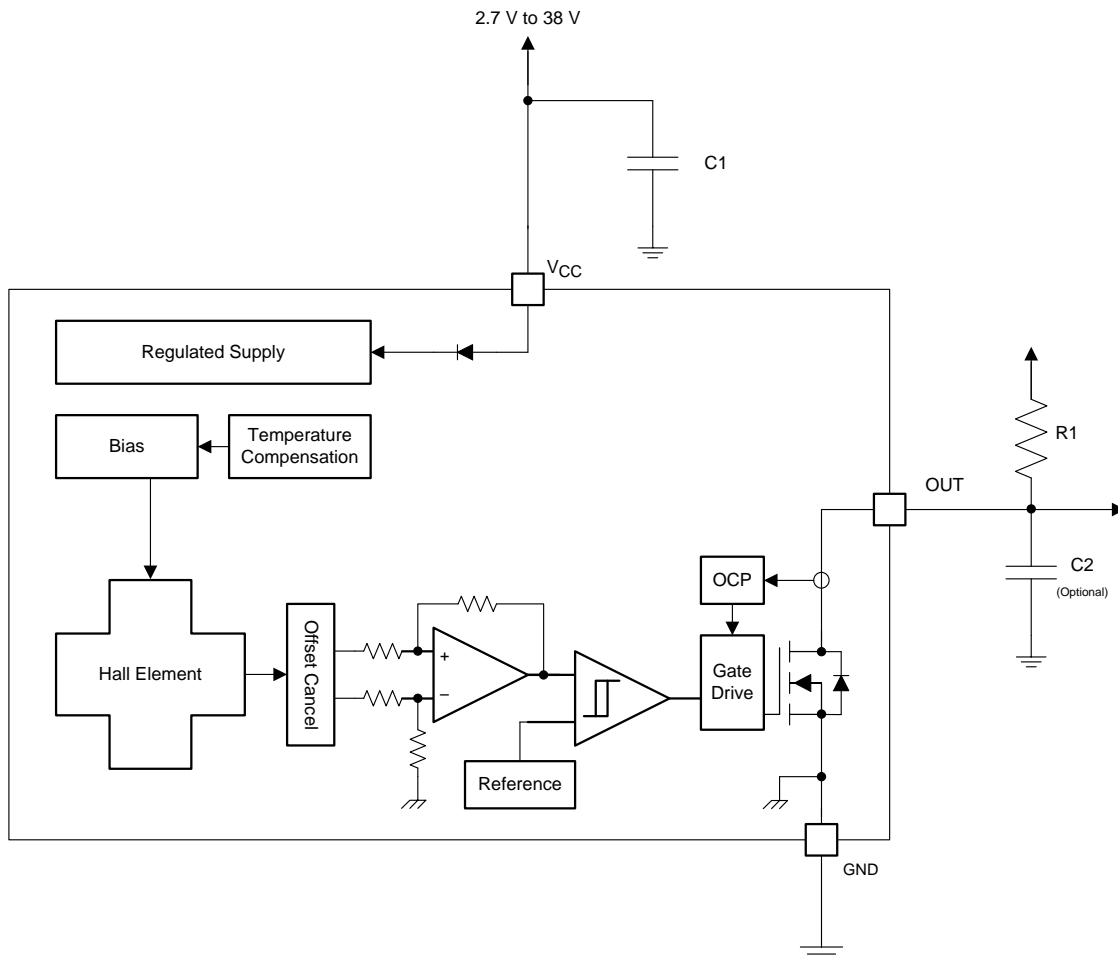 2.7 V to 38 V
C1
VCC
Regulated Supply
Bias
Temperature
Compensation
Hall Element
Offset Cancel
+
–
Reference
OCP
Gate
Drive
OUT
R1
C2
(Optional)
GND